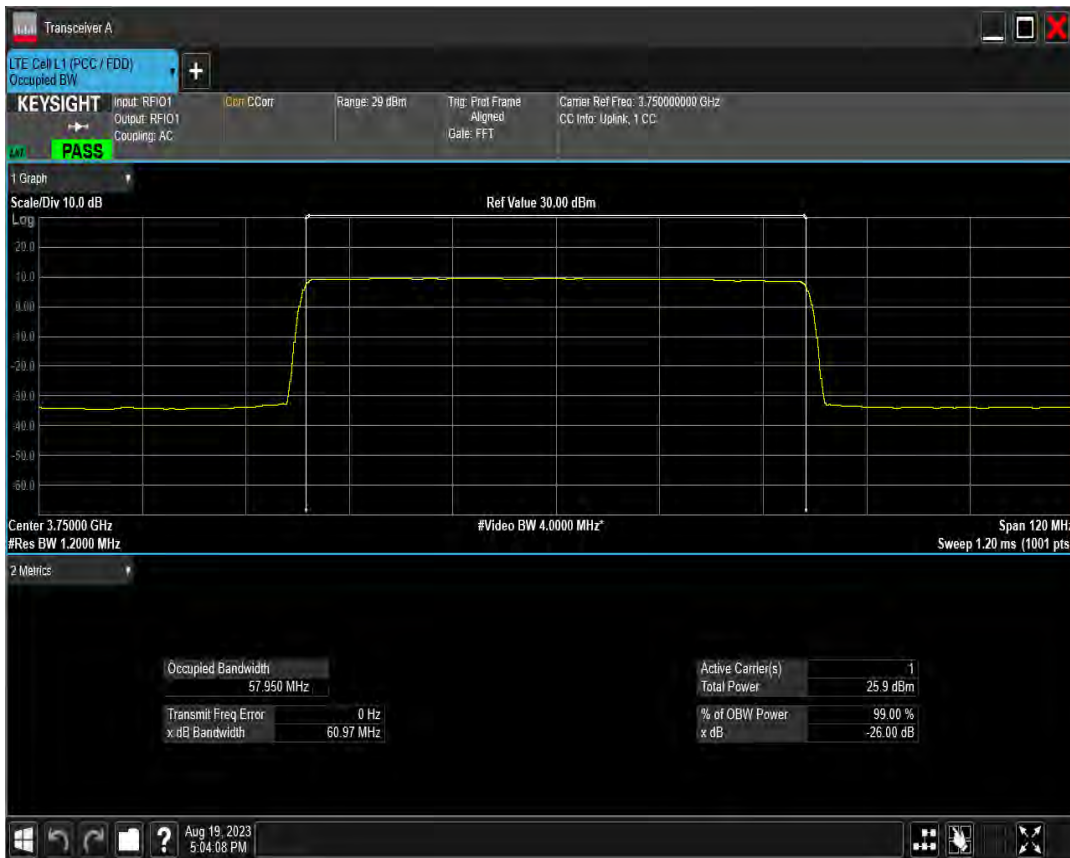 Transceiver A
LTE Cell L1 (PCC / FDD)
Occupied BW
+
KEYSIGHT
Input: RFIO1
Output: RFIO1
Coupling: AC
Corr CCorr
Range: 29 dBm
Trig: Prot Frame
Aligned
Gate: FFT
Carrier Ref Freq: 3.750000000 GHz
CC Info: Uplink, 1 CC
PASS
1 Graph
Scale/Div 10.0 dB
Ref Value 30.00 dBm
Log
20.0
10.0
0.00
-10.0
-20.0
-30.0
-40.0
-50.0
-60.0
Center 3.75000 GHz
#Video BW 4.0000 MHz*
Span 120 MHz
#Res BW 1.2000 MHz
Sweep 1.20 ms (1001 pts
2 Metrics
Occupied Bandwidth
57.950 MHz
Transmit Freq Error 0 Hz
x dB Bandwidth 60.97 MHz
Active Carrier(s) 1
Total Power 25.9 dBm
% of OBW Power 99.00 %
x dB -26.00 dB
?
Aug 19, 2023
5:04:08 PM